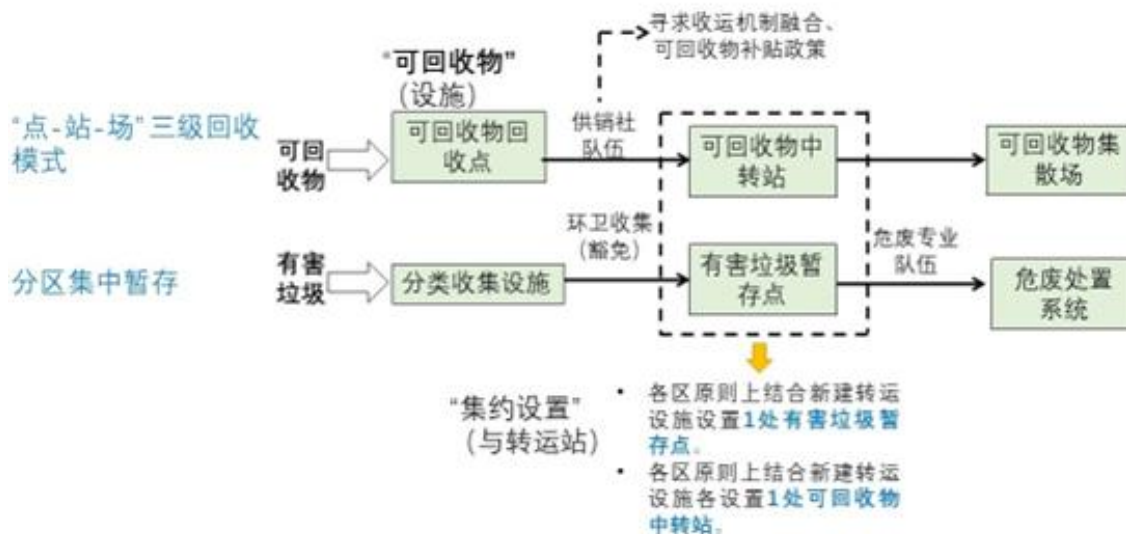 寻求收运机制融合、
可回收物补贴政策
“可回收物”
（设施）
“点-站-场”三级回收
模式
可回
收物
可回收物回
收点
供销社
队伍
可回收物中
转站
可回收物集
散场
分区集中暂存
有害
垃圾
分类收集设施
环卫收集
（豁免）
有害垃圾暂
存点
危废专业
队伍
危废处置
系统
“集约设置”
（与转运站）
• 各区原则上结合新建转运
设施设置1处有害垃圾暂
存点。
• 各区原则上结合新建转运
设施各设置1处可回收物
中转站。